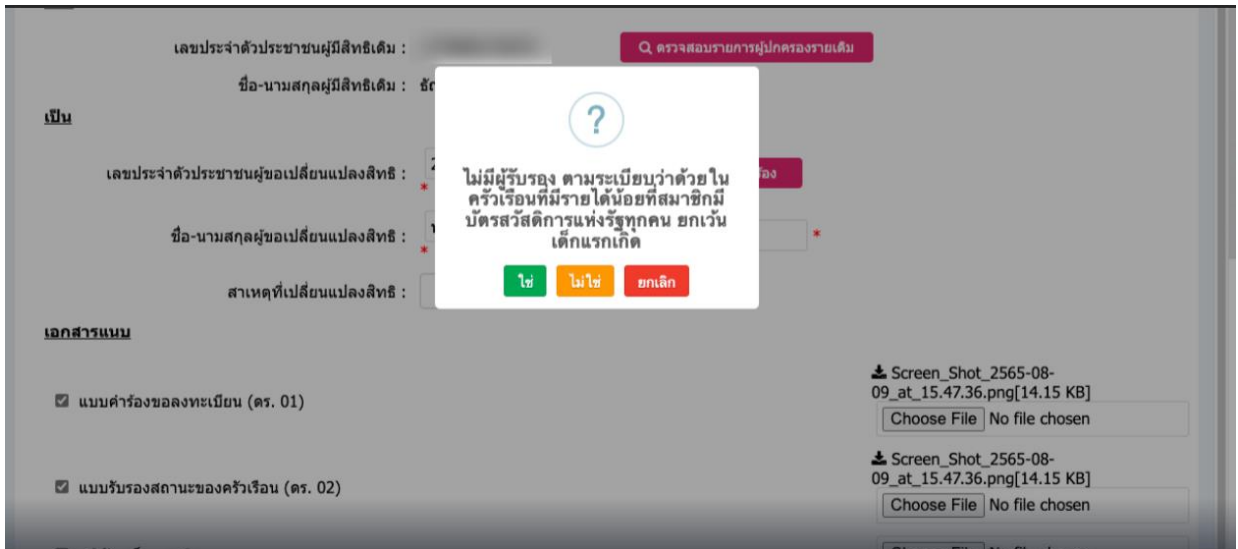 เลขประจำตัวประชาชนผู้มีสิทธิเดิม :
ตรวจสอบรายการผู้ปกครองรายเดิม
ชื่อ-นามสกุลผู้มีสิทธิเดิม :
เป็น
?
เลขประจำตัวประชาชนผู้ขอเปลี่ยนแปลงสิทธิ :
*
ไม่มีผู้รับรอง ตามระเบียบว่าด้วยใน
ครัวเรือนที่มีรายได้น้อยที่สมาชิกมี
บัตรสวัสดิการแห่งรัฐทุกคน ยกเว้น
เด็กแรกเกิด
ชื่อ-นามสกุลผู้ขอเปลี่ยนแปลงสิทธิ :
* *
ใช่ ไม่ใช่ ยกเลิก
สาเหตุที่เปลี่ยนแปลงสิทธิ :
เอกสารแนบ
Screen_Shot_2565-08-
09_at_15.47.36.png[14.15 KB]
แบบคำร้องขอลงทะเบียน (ดร. 01)
Choose File No file chosen
Screen_Shot_2565-08-
09_at_15.47.36.png[14.15 KB]
แบบรับรองสถานะของครัวเรือน (ดร. 02)
Choose File No file chosen